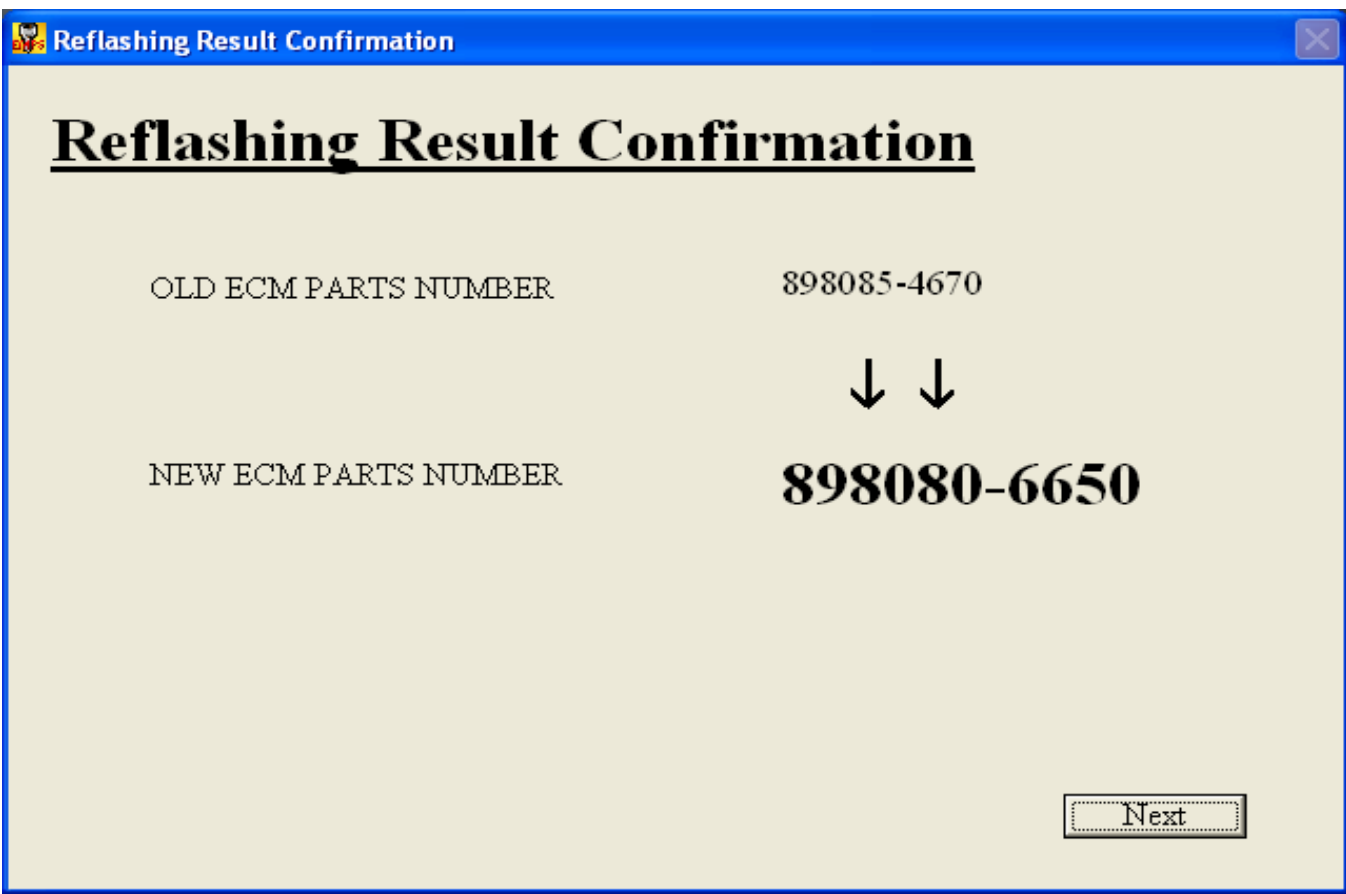 Reflashing Result Confirmation
Reflashing Result Confirmation
OLD ECM PARTS NUMBER 898085-4670
↓ ↓
NEW ECM PARTS NUMBER 898080-6650
Next